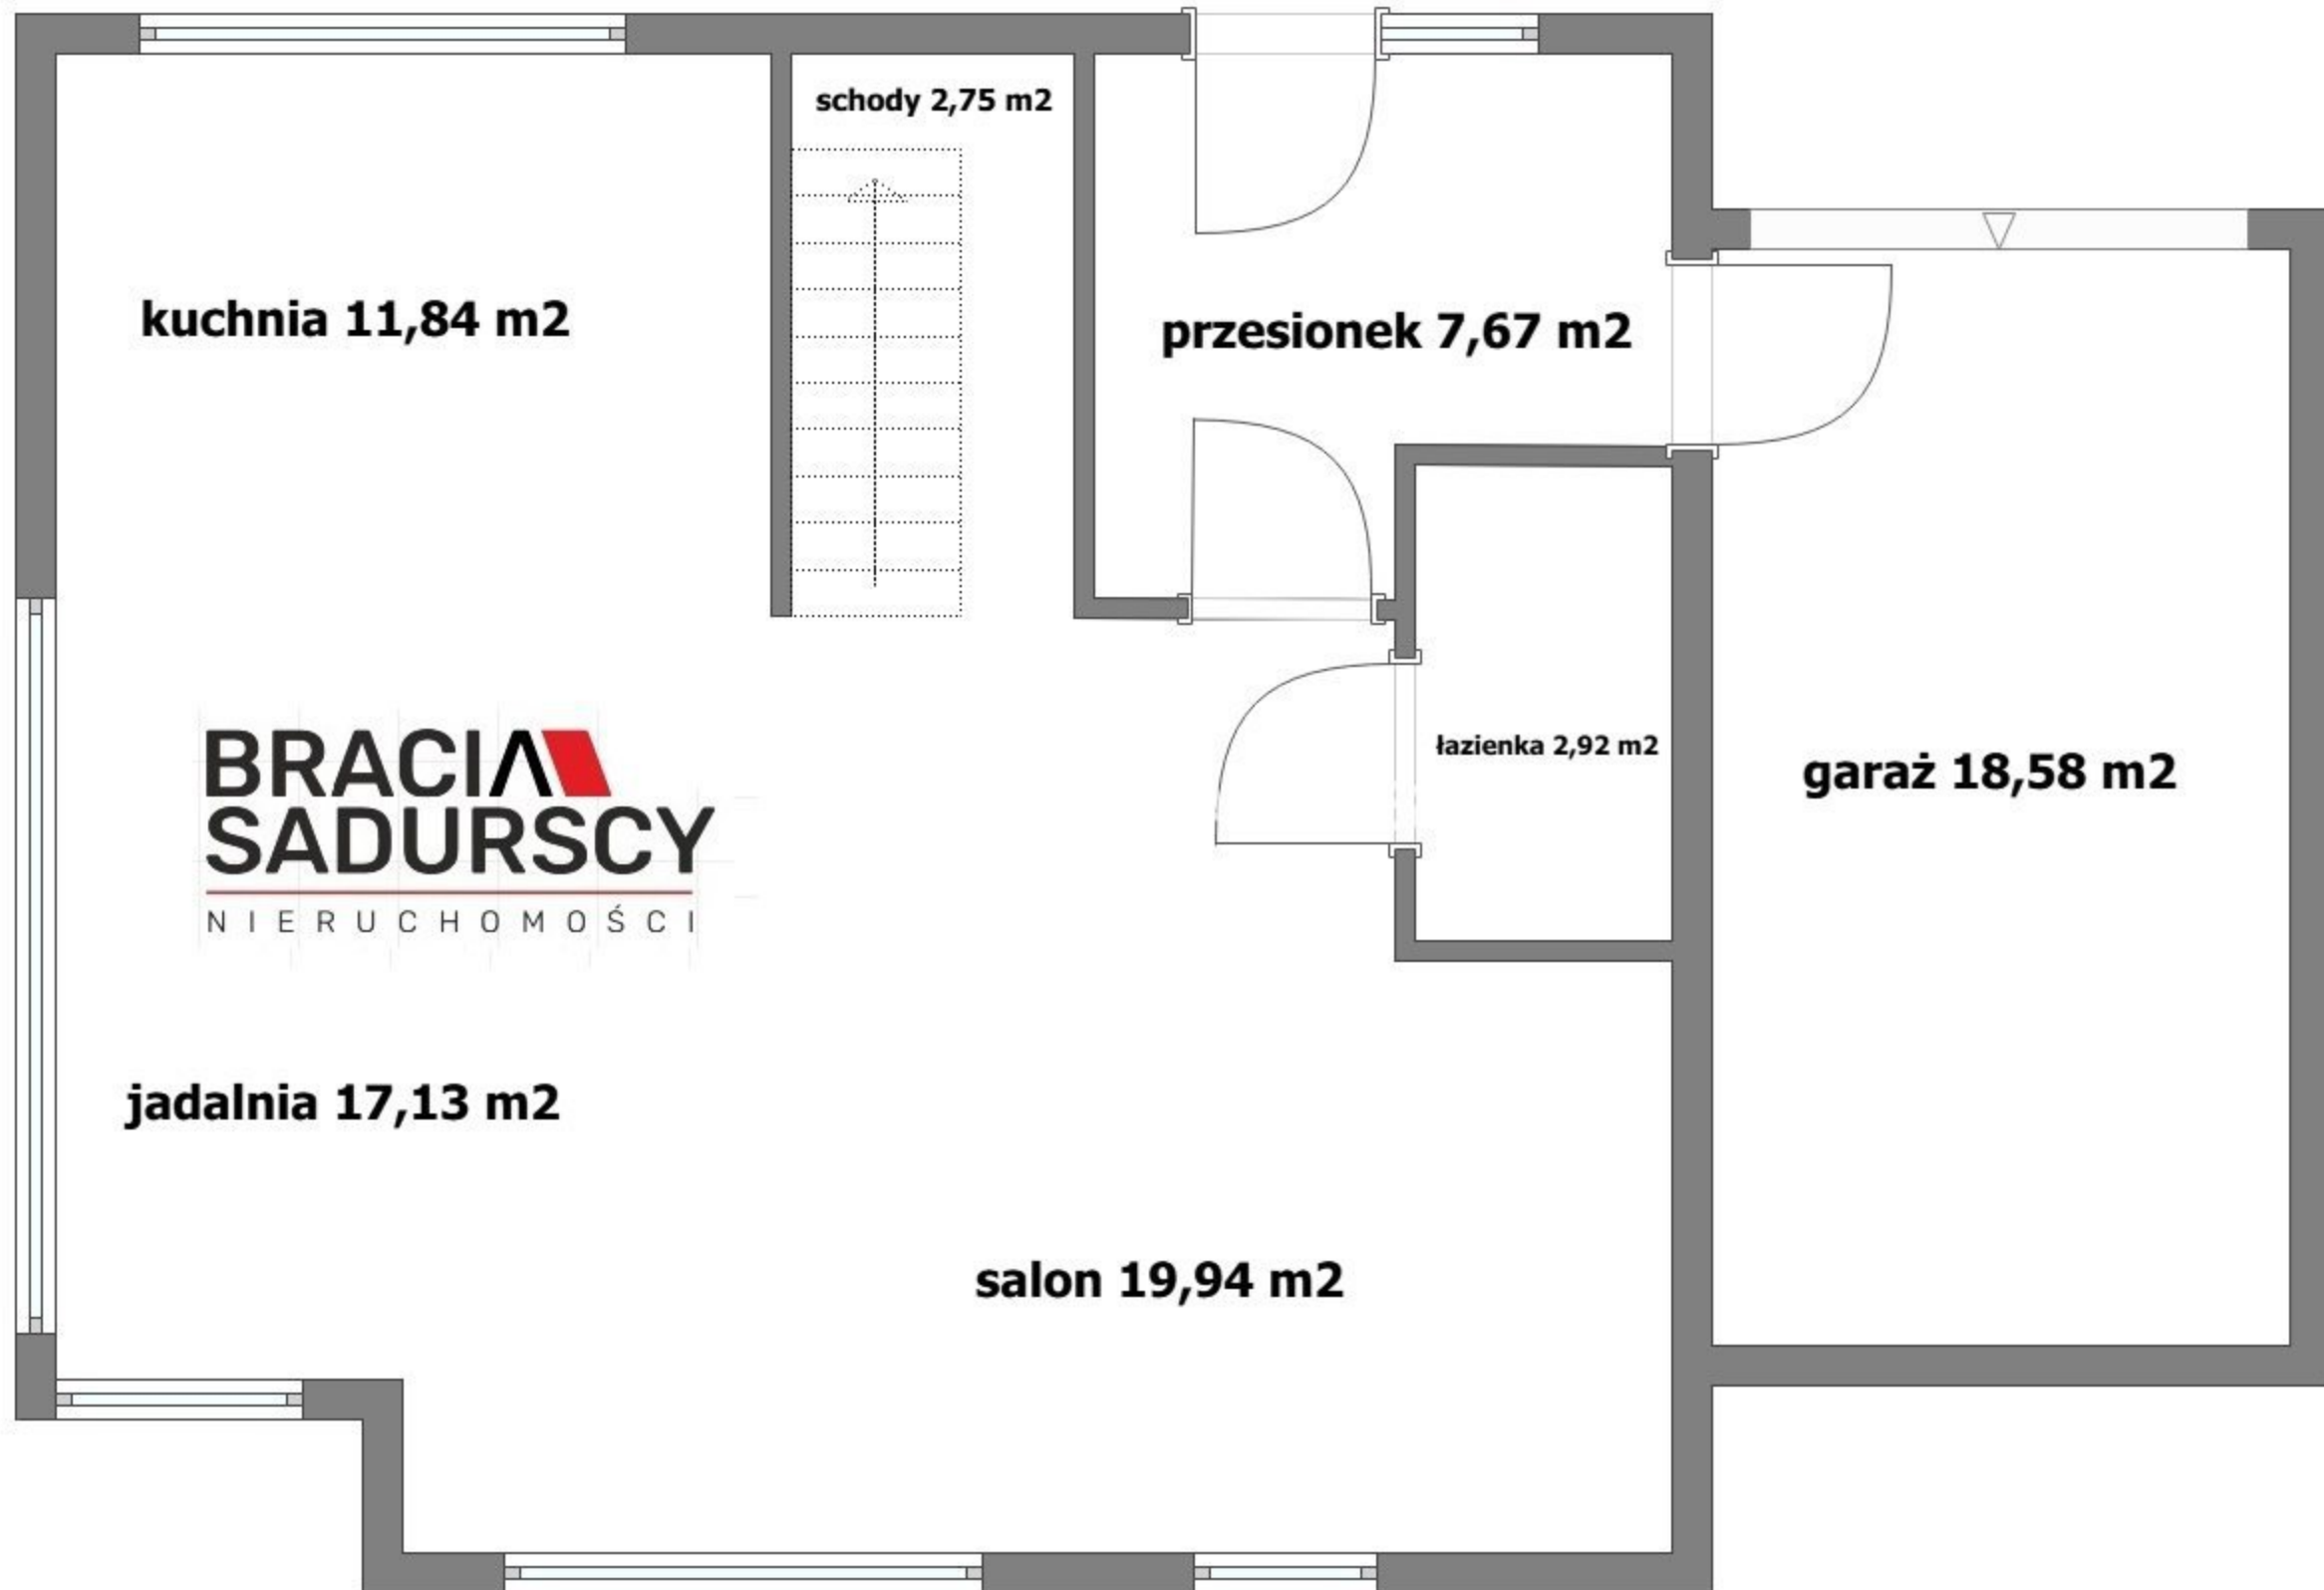 schody 2,75 m2
kuchnia 11,84 m2
przesionek 7,67 m2
łazienka 2,92 m2
garaż 18,58 m2
BRACIA
SADURSCY
NIERUCHOMOŚCI
jadalnia 17,13 m2
salon 19,94 m2